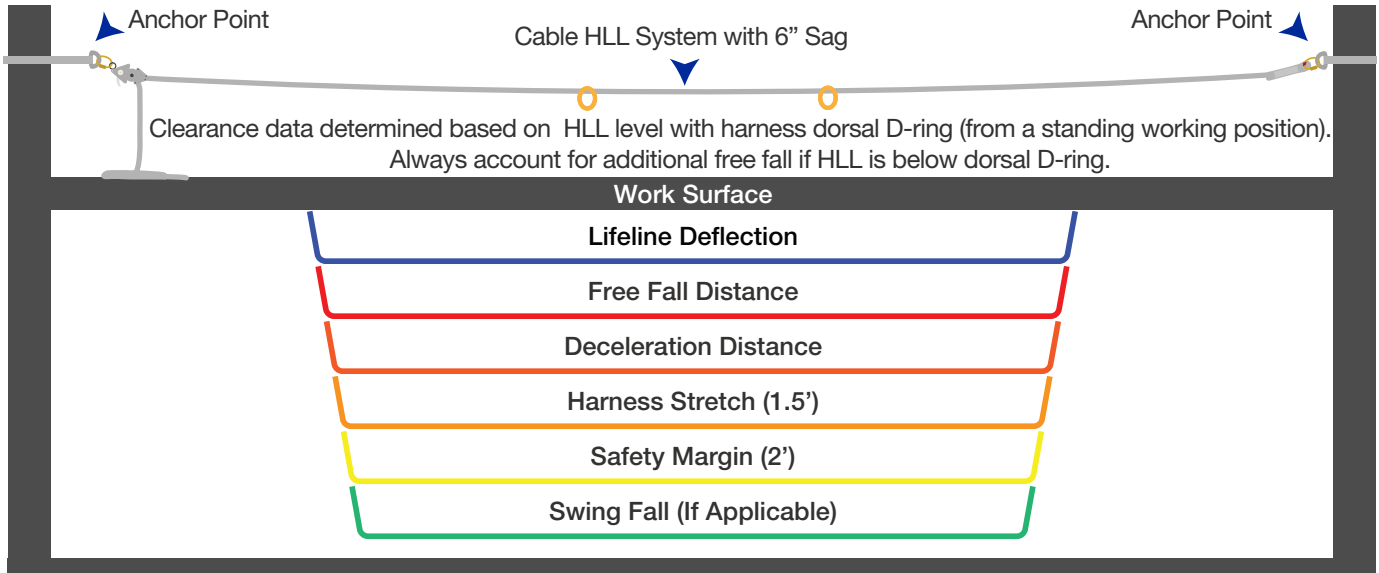 Anchor Point
Anchor Point
Cable HLL System with 6” Sag
Clearance data determined based on HLL level with harness dorsal D-ring (from a standing working position).
Always account for additional free fall if HLL is below dorsal D-ring.
Work Surface
Lifeline Deflection
Free Fall Distance
Deceleration Distance
Harness Stretch (1.5’)
Safety Margin (2’)
Swing Fall (If Applicable)